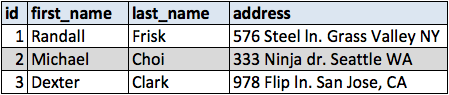 id first_name last_name address
1 Randall Frisk 576 Steel ln. Grass Valley NY
2 Michael Choi 333 Ninja dr. Seattle WA
3 Dexter Clark 978 Flip ln. San Jose, CA